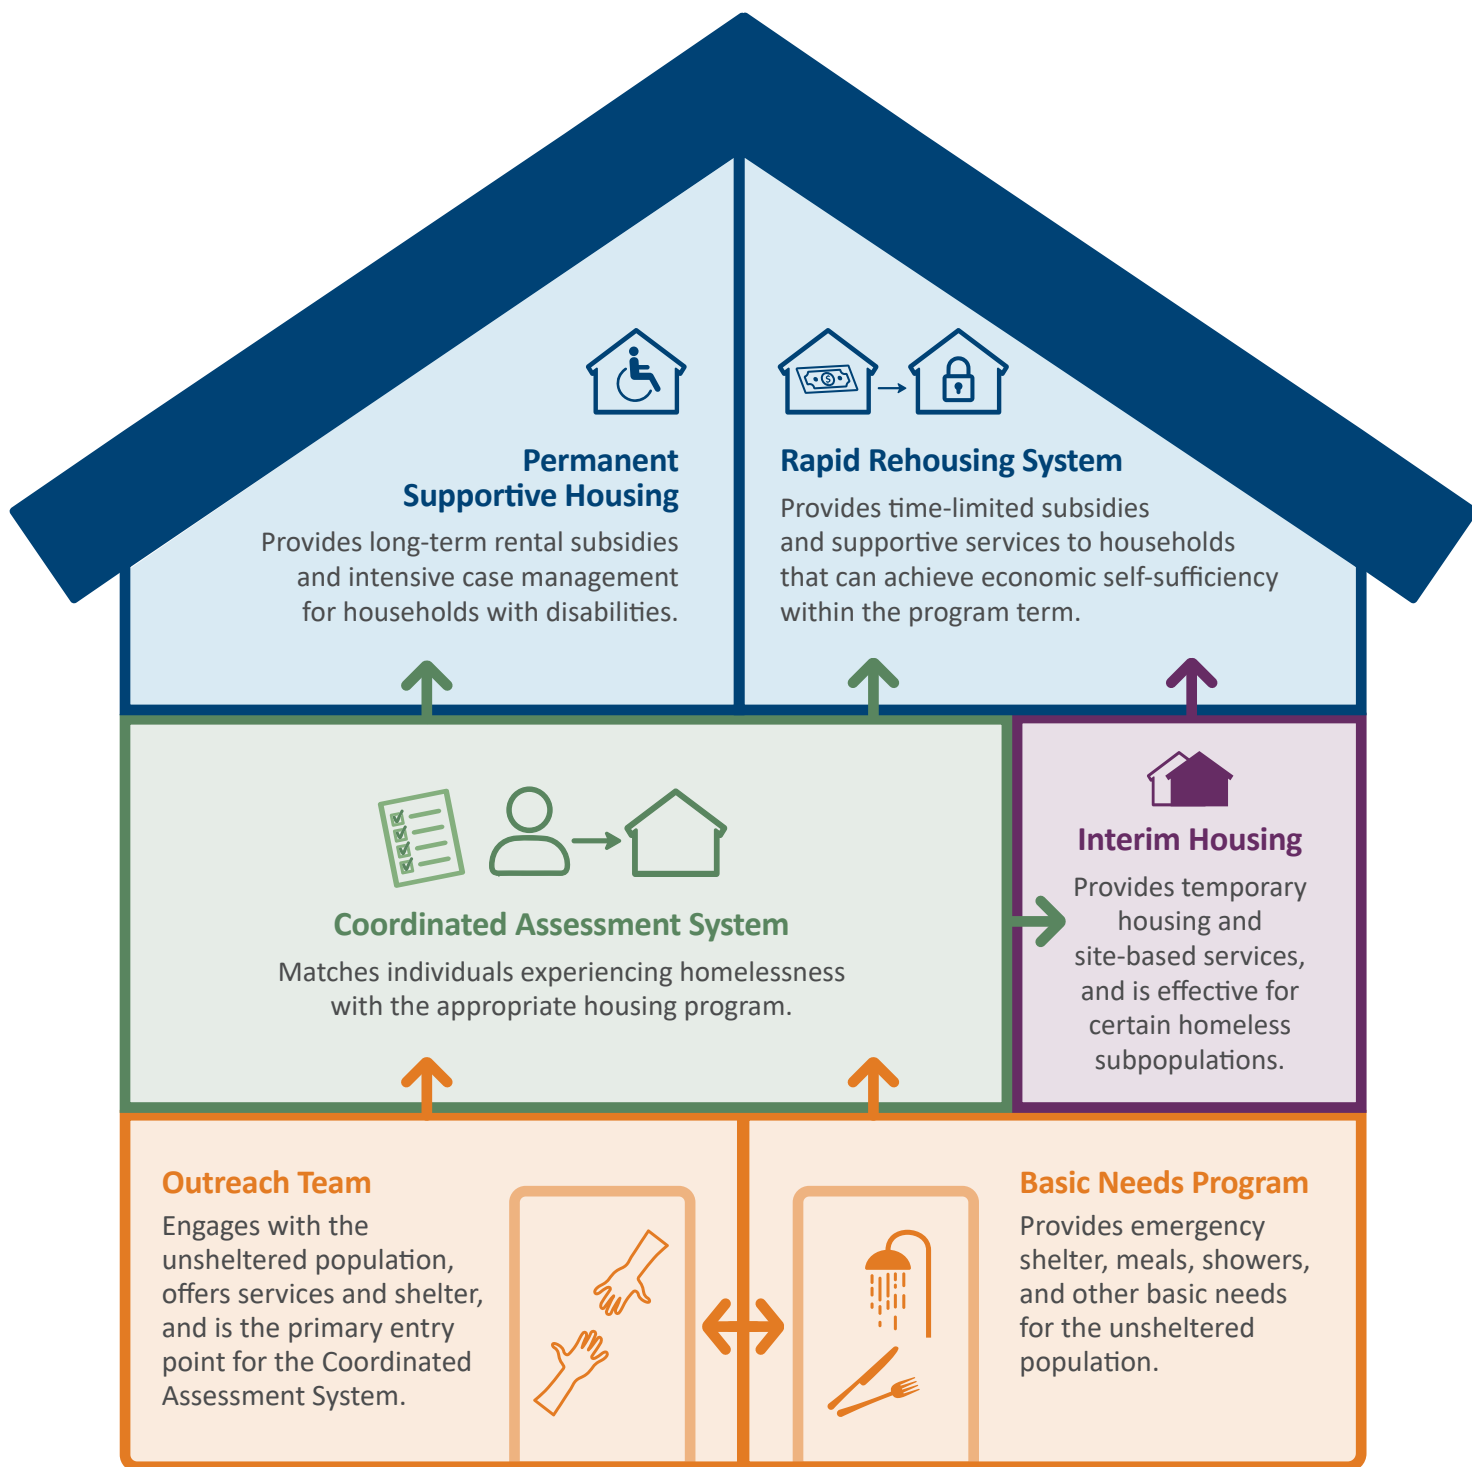 Permanent
Supportive Housing
Provides long-term rental subsidies
and intensive case management
for households with disabilities.
Rapid Rehousing System
Provides time-limited subsidies
and supportive services to households
that can achieve economic self-sufficiency
within the program term.
Coordinated Assessment System
Matches individuals experiencing homelessness
with the appropriate housing program.
Interim Housing
Provides temporary
housing and
site-based services,
and is effective for
certain homeless
subpopulations.
Outreach Team
Engages with the
unsheltered population,
offers services and shelter,
and is the primary entry
point for the Coordinated
Assessment System.
Basic Needs Program
Provides emergency
shelter, meals, showers,
and other basic needs
for the unsheltered
population.